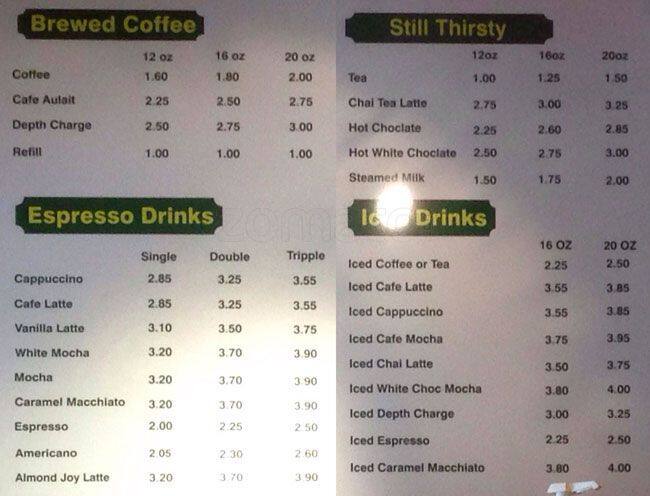 Brewed Coffee
12 oz 16 oz 20 oz
Coffee 1.60 1.80 2.00
Cafe Aulait 2.25 2.50 2.75
Depth Charge 2.50 2.75 3.00
Refill 1.00 1.00 1.00
Espresso Drinks
Single Double Tripple
Cappuccino 2.85 3.25 3.55
Cafe Latte 2.85 3.25 3.55
Vanilla Latte 3.10 3.50 3.75
White Mocha 3.20 3.70 3.90
Mocha 3.20 3.70 3.90
Caramel Macchiato 3.20 3.70 3.90
Espresso 2.00 2.25 2.50
Americano 2.05 2.30 2.60
Almond Joy Latte 3.20 3.70 3.90
Still Thirsty
12oz 16oz 20oz
Tea 1.00 1.25 1.50
Chai Tea Latte 2.75 3.00 3.25
Hot Choclate 2.25 2.60 2.85
Hot White Choclate 2.50 2.75 3.00
Steamed Milk 1.50 1.75 2.00
Drinks
16 OZ 20 OZ
Iced Coffee or Tea 2.25 2.50
Iced Cafe Latte 3.55 3.85
Iced Cappuccino 3.55 3.85
Iced Cafe Mocha 3.75 3.95
Iced Chai Latte 3.50 3.75
Iced White Choc Mocha 3.80 4.00
Iced Depth Charge 3.00 3.25
Iced Espresso 2.25 2.50
Iced Caramel Macchiato 3.80 4.00